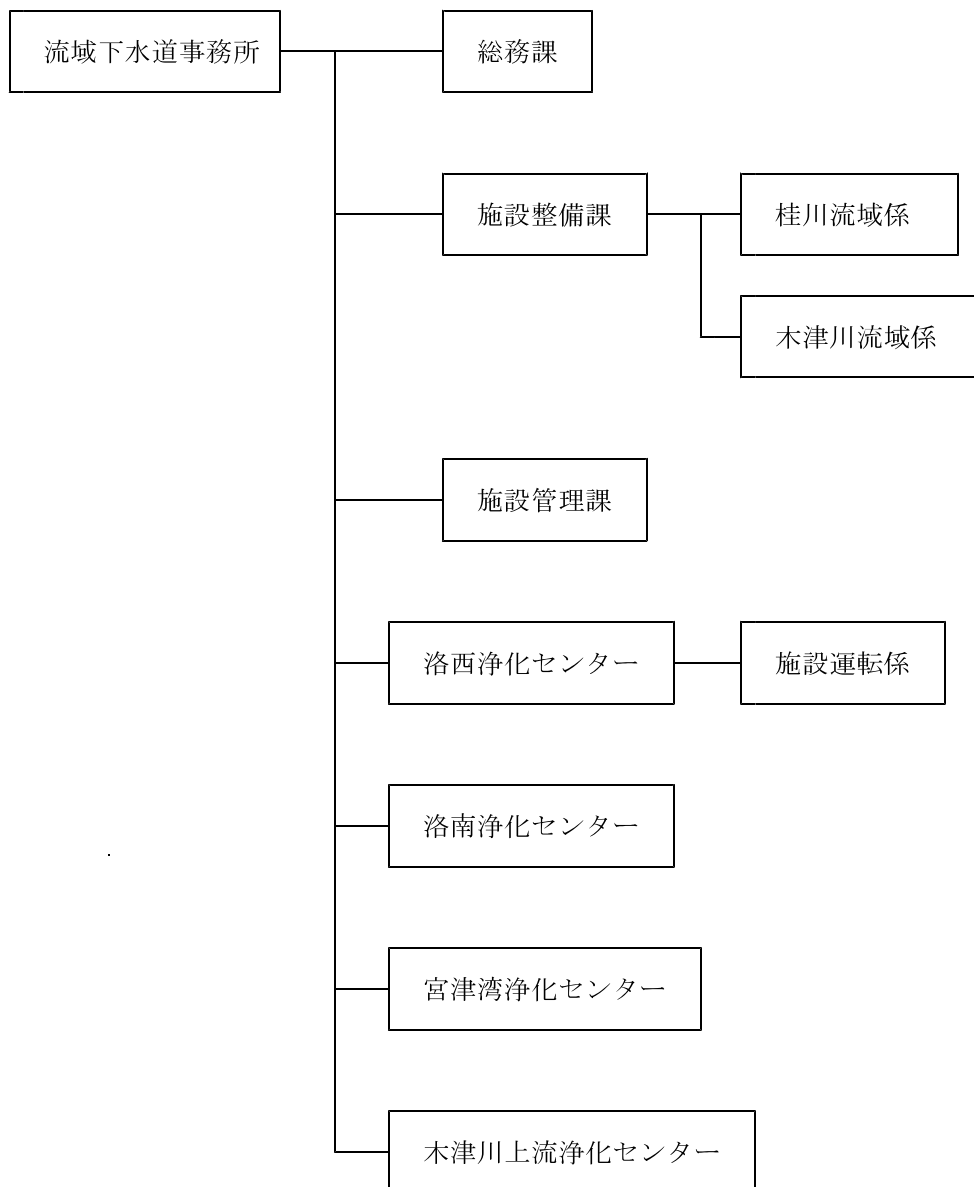 流域下水道事務所
総務課
施設整備課
桂川流域係
木津川流域係
施設管理課
洛西浄化センター
施設運転係
洛南浄化センター
宮津湾浄化センター
木津川上流浄化センター